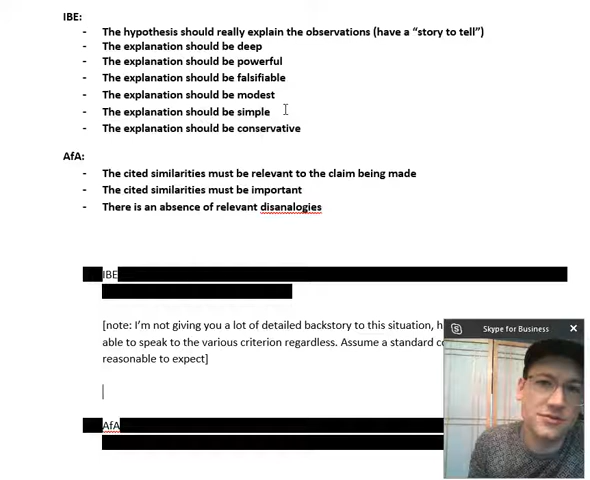 IBE:
- The hypothesis should really explain the observations (have a “story to tell”)
- The explanation should be deep
- The explanation should be powerful
- The explanation should be falsifiable
- The explanation should be modest
- The explanation should be simple
- The explanation should be conservative
AfA:
- The cited similarities must be relevant to the claim being made
- The cited similarities must be important
- There is an absence of relevant disanalogies
IBE
[note: I’m not giving you a lot of detailed backstory to this situation,
able to speak to the various criterion regardless. Assume a standard
reasonable to expect]
Skype for Business
AfA